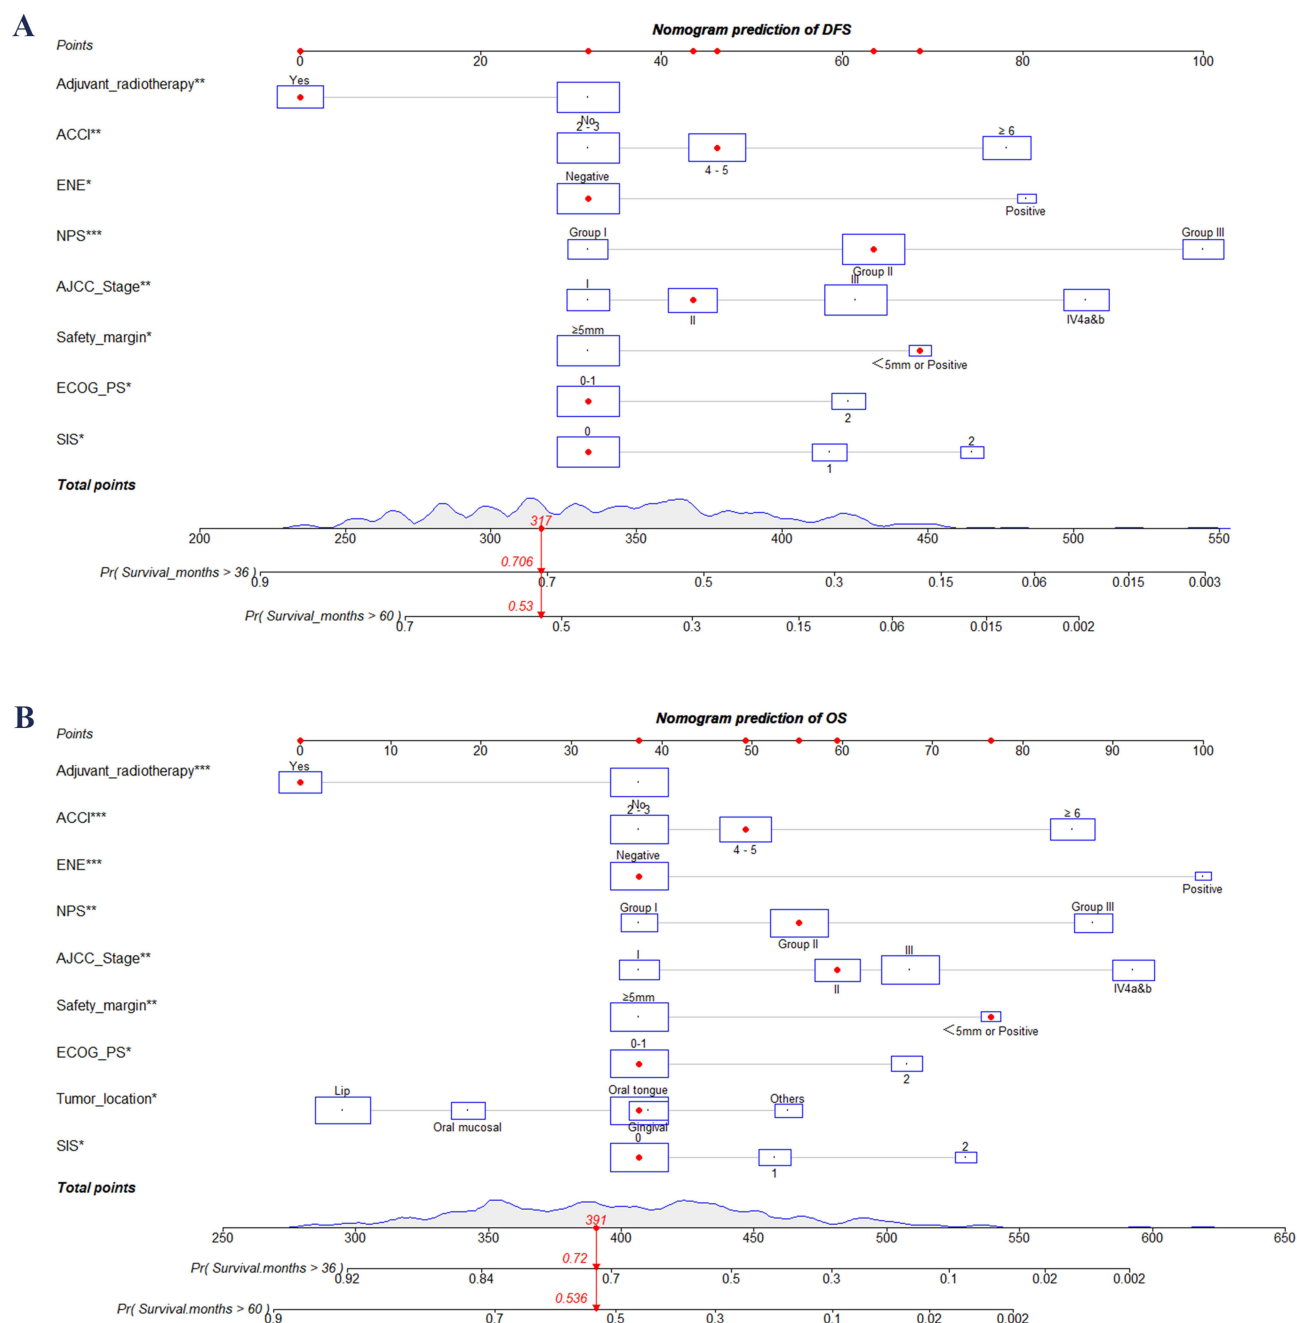 A
Nomogram prediction of DFS
Points
0 20 40 60 80 100
Adjuvant_radiotherapy**
Yes
No
ACCI**
2 - 3
4 - 5
≥ 6
ENE*
Negative
Positive
NPS***
Group I
Group II
Group III
AJCC_Stage**
I
II
III
IV4a&b
Safety_margin*
≥5mm
<5mm or Positive
ECOG_PS*
0-1
2
SIS*
0
1
2
Total points
317
200 250 300 350 400 450 500 550
0.706
Pr( Survival_months > 36 )
0.9 0.7 0.5 0.3 0.15 0.06 0.015 0.003
0.53
Pr( Survival_months > 60 )
0.7 0.5 0.3 0.15 0.06 0.015 0.002
B
Nomogram prediction of OS
Points
0 10 20 30 40 50 60 70 80 90 100
Adjuvant_radiotherapy***
Yes
No
ACCI***
2 - 3
4 - 5
≥ 6
ENE***
Negative
Positive
NPS**
Group I
Group II
Group III
AJCC_Stage**
I
II
III
IV4a&b
Safety_margin**
≥5mm
<5mm or Positive
ECOG_PS*
0-1
2
Tumor_location*
Lip
Oral mucosal
Oral tongue
Gingival
Others
SIS*
0
1
2
Total points
391
250 300 350 400 450 500 550 600 650
0.72
Pr( Survival.months > 36 )
0.92 0.84 0.7 0.5 0.3 0.1 0.02 0.002
0.536
Pr( Survival.months > 60 )
0.9 0.7 0.5 0.3 0.1 0.02 0.002